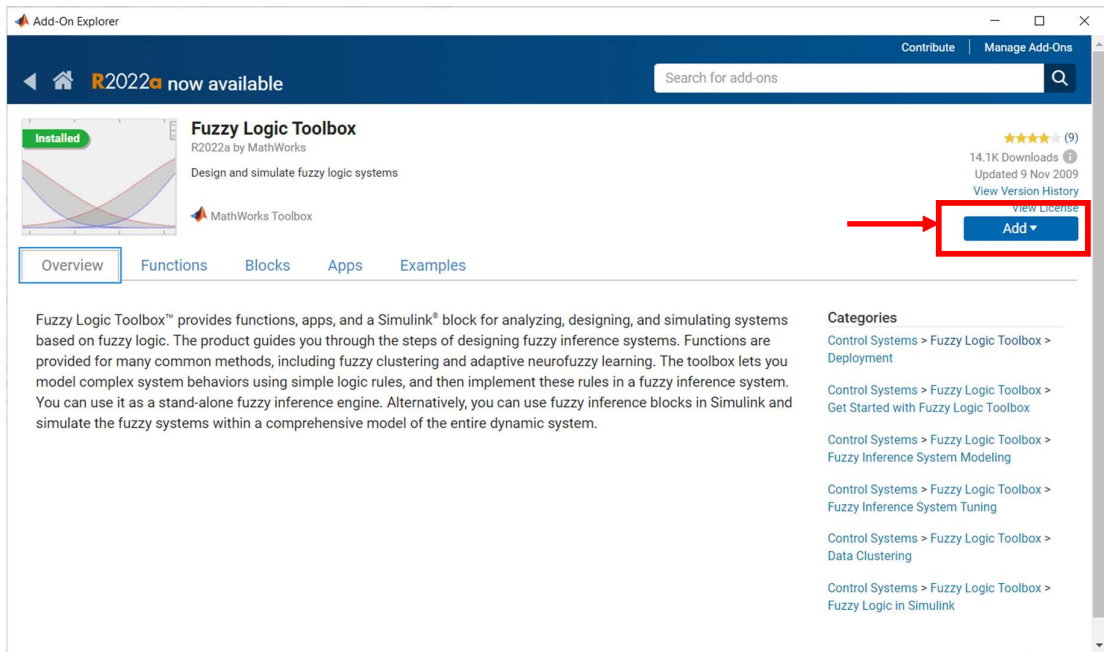 Add-On Explorer
Contribute | Manage Add-Ons
R2022a now available
Search for add-ons
Installed
Fuzzy Logic Toolbox
R2022a by MathWorks
Design and simulate fuzzy logic systems
MathWorks Toolbox
(9)
14.1K Downloads
Updated 9 Nov 2009
View Version History
View License
Add
Overview Functions Blocks Apps Examples
Fuzzy Logic Toolbox™ provides functions, apps, and a Simulink® block for analyzing, designing, and simulating systems
based on fuzzy logic. The product guides you through the steps of designing fuzzy inference systems. Functions are
provided for many common methods, including fuzzy clustering and adaptive neurofuzzy learning. The toolbox lets you
model complex system behaviors using simple logic rules, and then implement these rules in a fuzzy inference system.
You can use it as a stand-alone fuzzy inference engine. Alternatively, you can use fuzzy inference blocks in Simulink and
simulate the fuzzy systems within a comprehensive model of the entire dynamic system.
Categories
Control Systems > Fuzzy Logic Toolbox >
Deployment
Control Systems > Fuzzy Logic Toolbox >
Get Started with Fuzzy Logic Toolbox
Control Systems > Fuzzy Logic Toolbox >
Fuzzy Inference System Modeling
Control Systems > Fuzzy Logic Toolbox >
Fuzzy Inference System Tuning
Control Systems > Fuzzy Logic Toolbox >
Data Clustering
Control Systems > Fuzzy Logic Toolbox >
Fuzzy Logic in Simulink